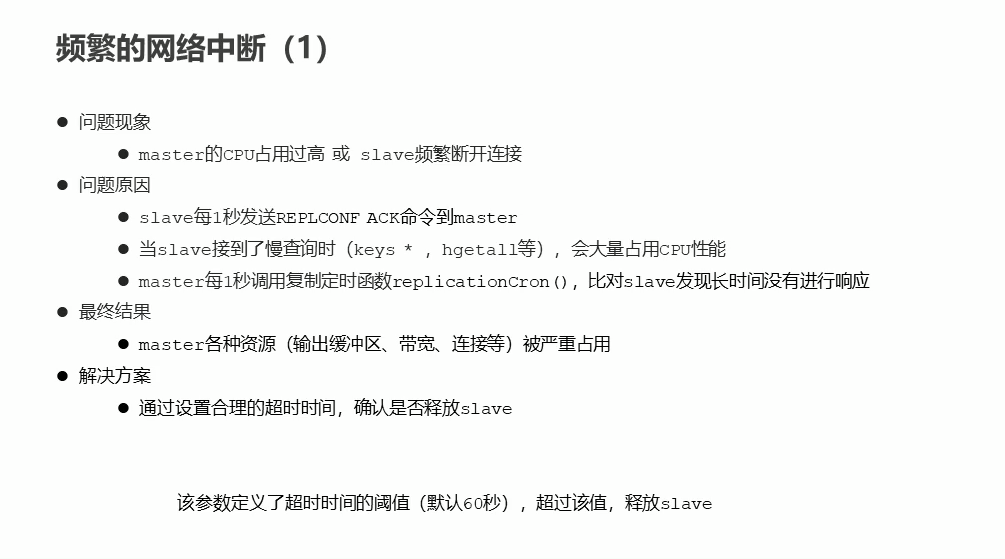 频繁的网络中断（1）
● 问题现象
● master的CPU占用过高 或 slave频繁断开连接
● 问题原因
● slave每1秒发送REPLCONF ACK命令到master
● 当slave接到了慢查询时（keys * ，hgetall等），会大量占用CPU性能
● master每1秒调用复制定时函数replicationCron()，比对slave发现长时间没有进行响应
● 最终结果
● master各种资源（输出缓冲区、带宽、连接等）被严重占用
● 解决方案
● 通过设置合理的超时时间，确认是否释放slave
该参数定义了超时时间的阈值（默认60秒），超过该值，释放slave